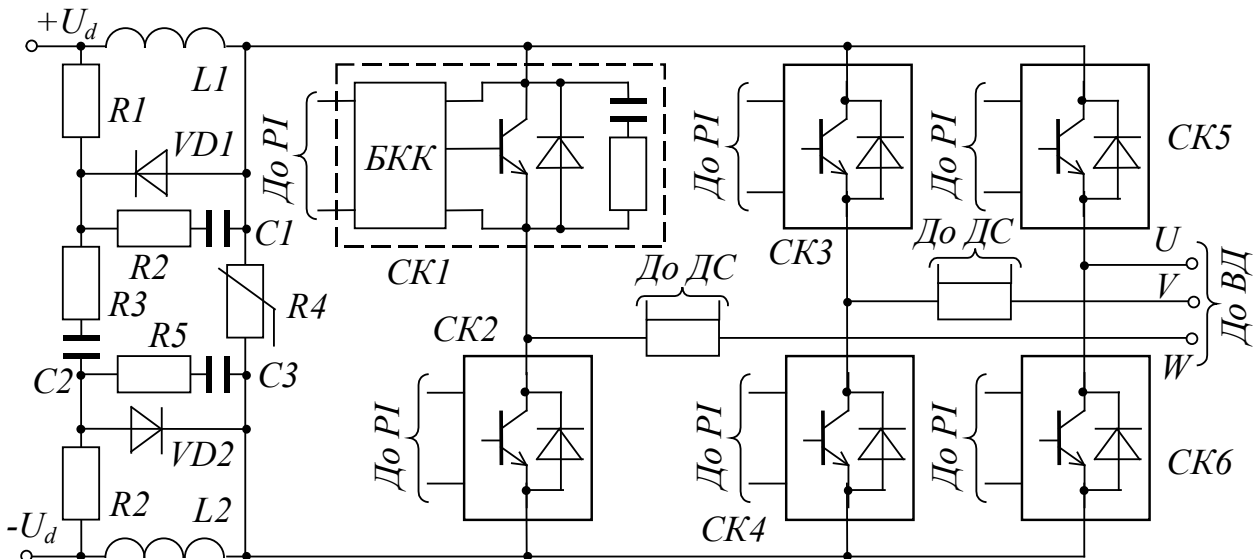 +U_d
L1
R1
VD1
До РІ
БКК
До РІ
До РІ
СК5
R2
C1
СК1
СК3
До ДС
U
R3
R4
До ДС
V
До ВД
R5
СК2
W
C2
C3
VD2
До РІ
До РІ
До РІ
СК6
R2
L2
СК4
-U_d